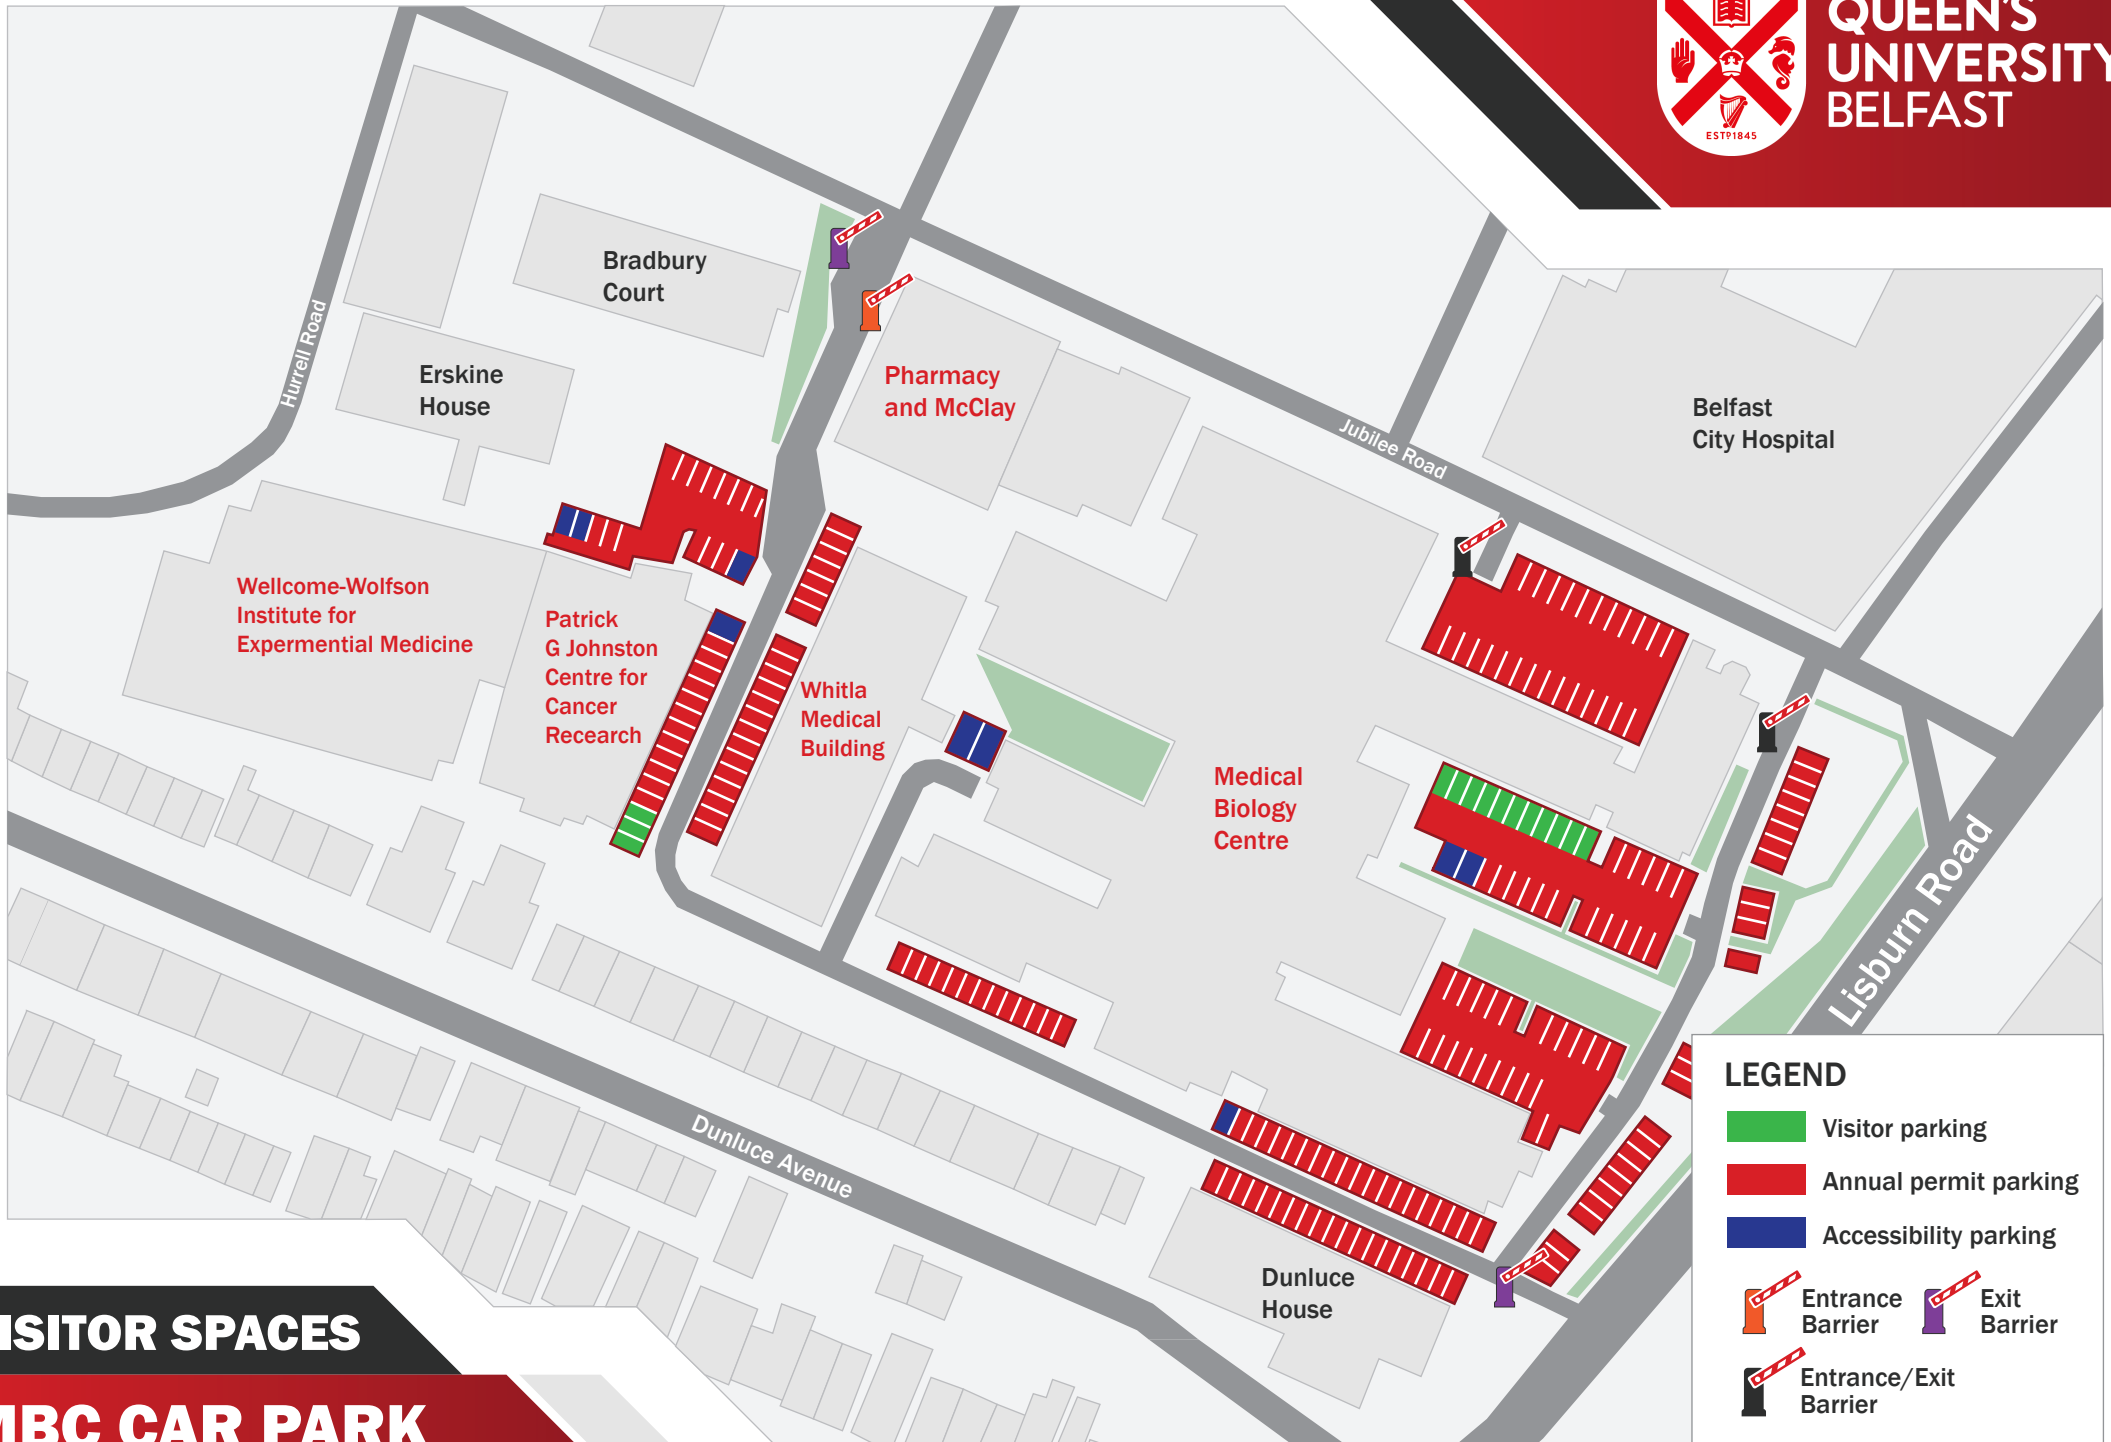 QUEEN'S
UNIVERSITY
BELFAST
ESTD 1845
Bradbury
Court
Hurrell Road
Erskine
House
Pharmacy
and McClay
Jubilee Road
Belfast
City Hospital
Wellcome-Wolfson
Institute for
Expermential Medicine
Patrick
G Johnston
Centre for
Cancer
Recearch
Whitla
Medical
Building
Medical
Biology
Centre
Lisburn Road
Dunluce Avenue
Dunluce
House
LEGEND
Visitor parking
Annual permit parking
Accessibility parking
Entrance
Barrier
Exit
Barrier
Entrance/Exit
Barrier
ISITOR SPACES
MBC CAR PARK